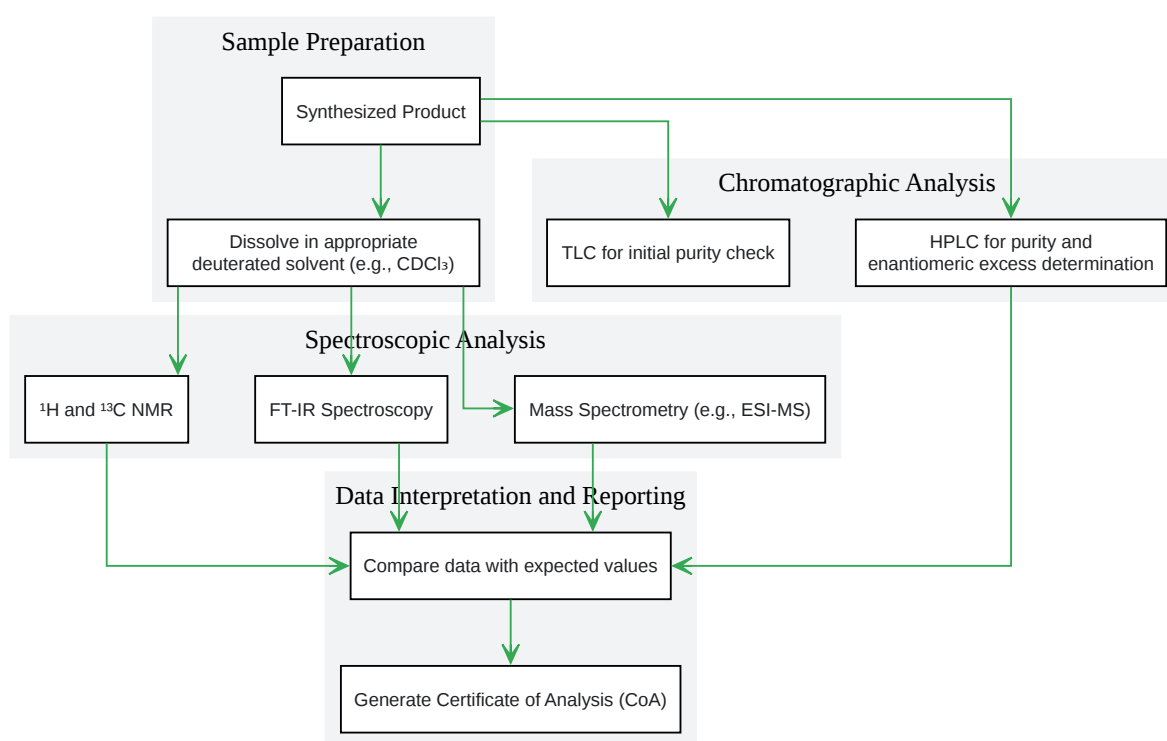 Sample Preparation
Synthesized Product
Chromatographic Analysis
Dissolve in appropriate
deuterated solvent (e.g., CDCl₃)
TLC for initial purity check
HPLC for purity and
enantiomeric excess determination
Spectroscopic Analysis
¹H and ¹³C NMR
FT-IR Spectroscopy
Mass Spectrometry (e.g., ESI-MS)
Data Interpretation and Reporting
Compare data with expected values
Generate Certificate of Analysis (CoA)